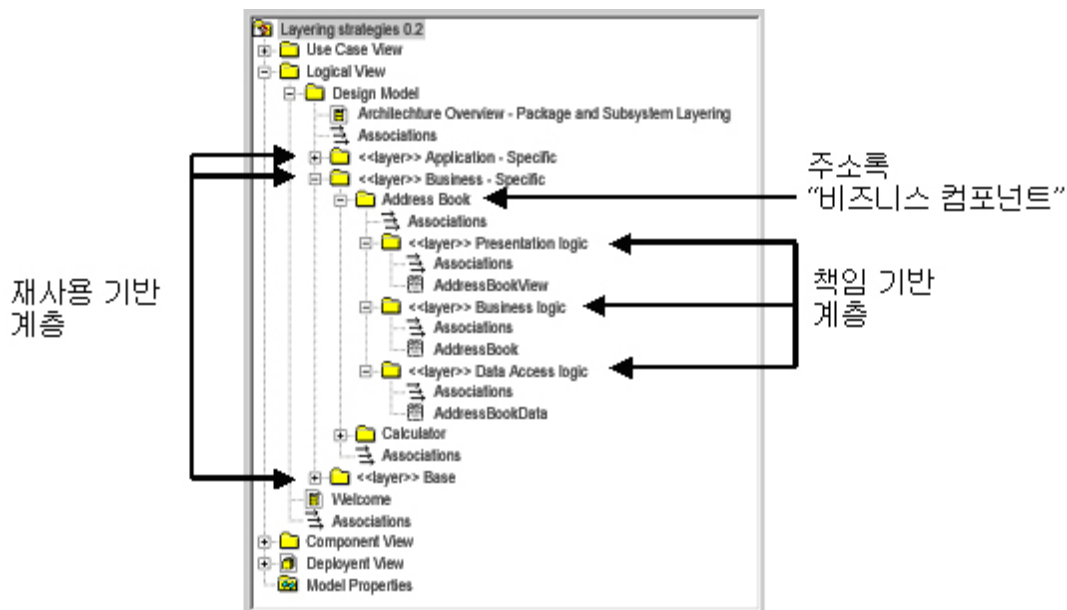 Layering strategies 0.2
Use Case View
Logical View
Design Model
Architechture Overview - Package and Subsystem Layering
Associations
<<layer>> Application - Specific
<<layer>> Business - Specific
Address Book
Associations
<<layer>> Presentation logic
Associations
AddressBookView
<<layer>> Business logic
Associations
AddressBook
<<layer>> Data Access logic
Associations
AddressBookData
Calculator
Associations
<<layer>> Base
Welcome
Associations
Component View
Deployent View
Model Properties
재사용 기반
계층
주소록
“비즈니스 컴포넌트”
책임 기반
계층